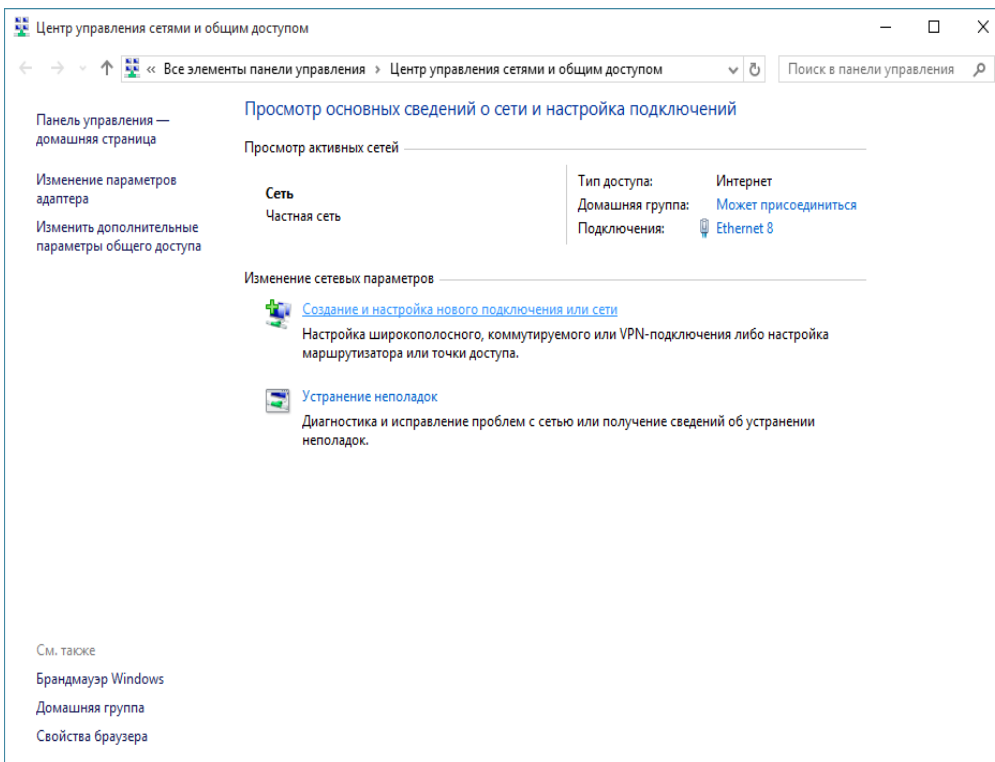 Центр управления сетями и общим доступом
« Все элементы панели управления › Центр управления сетями и общим доступом
Поиск в панели управления
Панель управления —
домашняя страница
Изменение параметров
адаптера
Изменить дополнительные
параметры общего доступа
Просмотр основных сведений о сети и настройка подключений
Просмотр активных сетей
Сеть
Частная сеть
Тип доступа: Интернет
Домашняя группа: Может присоединиться
Подключения: Ethernet 8
Изменение сетевых параметров
Создание и настройка нового подключения или сети
Настройка широкополосного, коммутируемого или VPN-подключения либо настройка
маршрутизатора или точки доступа.
Устранение неполадок
Диагностика и исправление проблем с сетью или получение сведений об устранении
неполадок.
См. также
Брандмауэр Windows
Домашняя группа
Свойства браузера